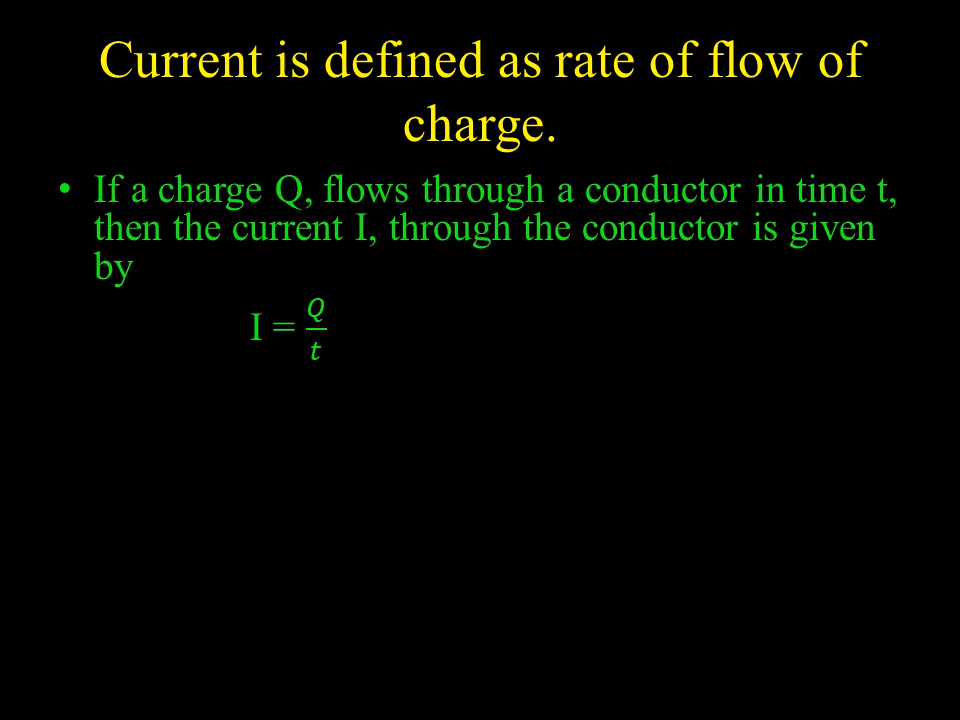 Current is defined as rate of flow of
charge.
• If a charge Q, flows through a conductor in time t,
then the current I, through the conductor is given
by
I = Q/t